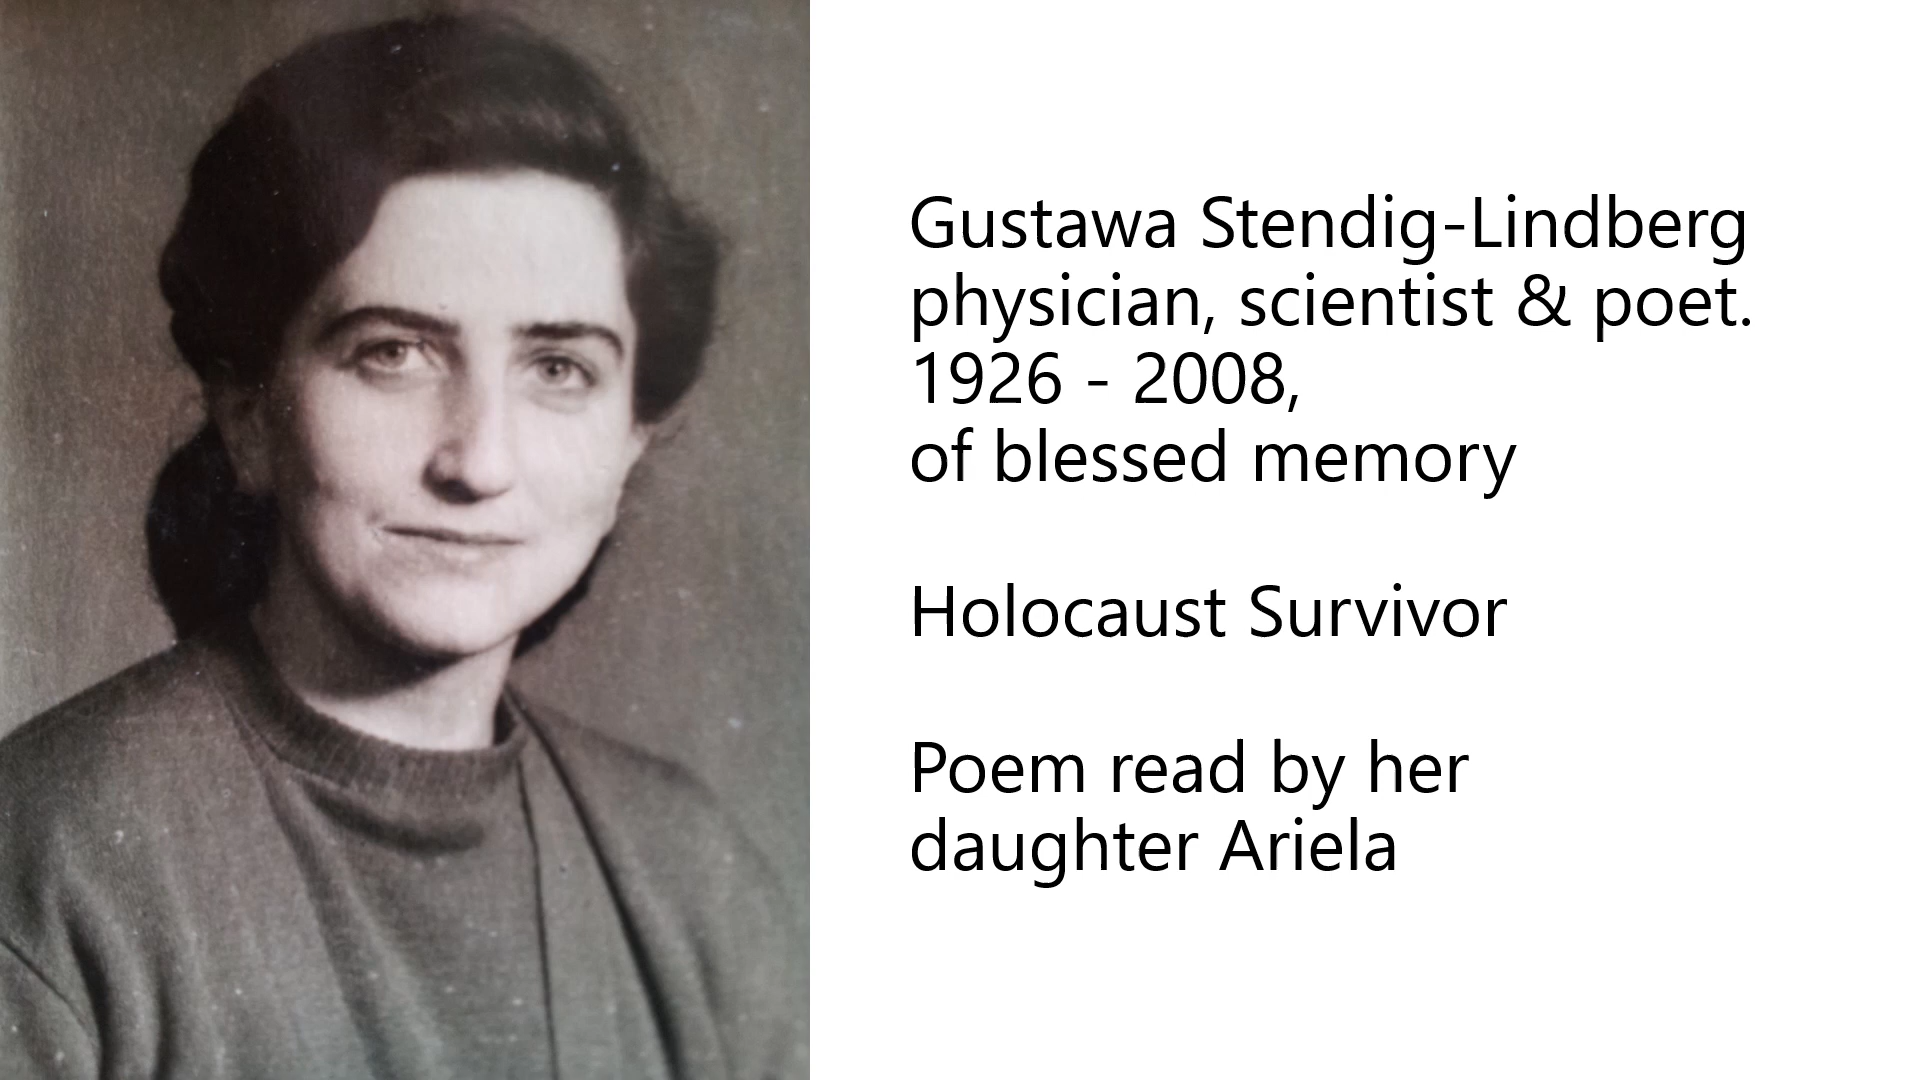 Gustawa Stendig-Lindberg
physician, scientist & poet.
1926 - 2008,
of blessed memory
Holocaust Survivor
Poem read by her
daughter Ariela